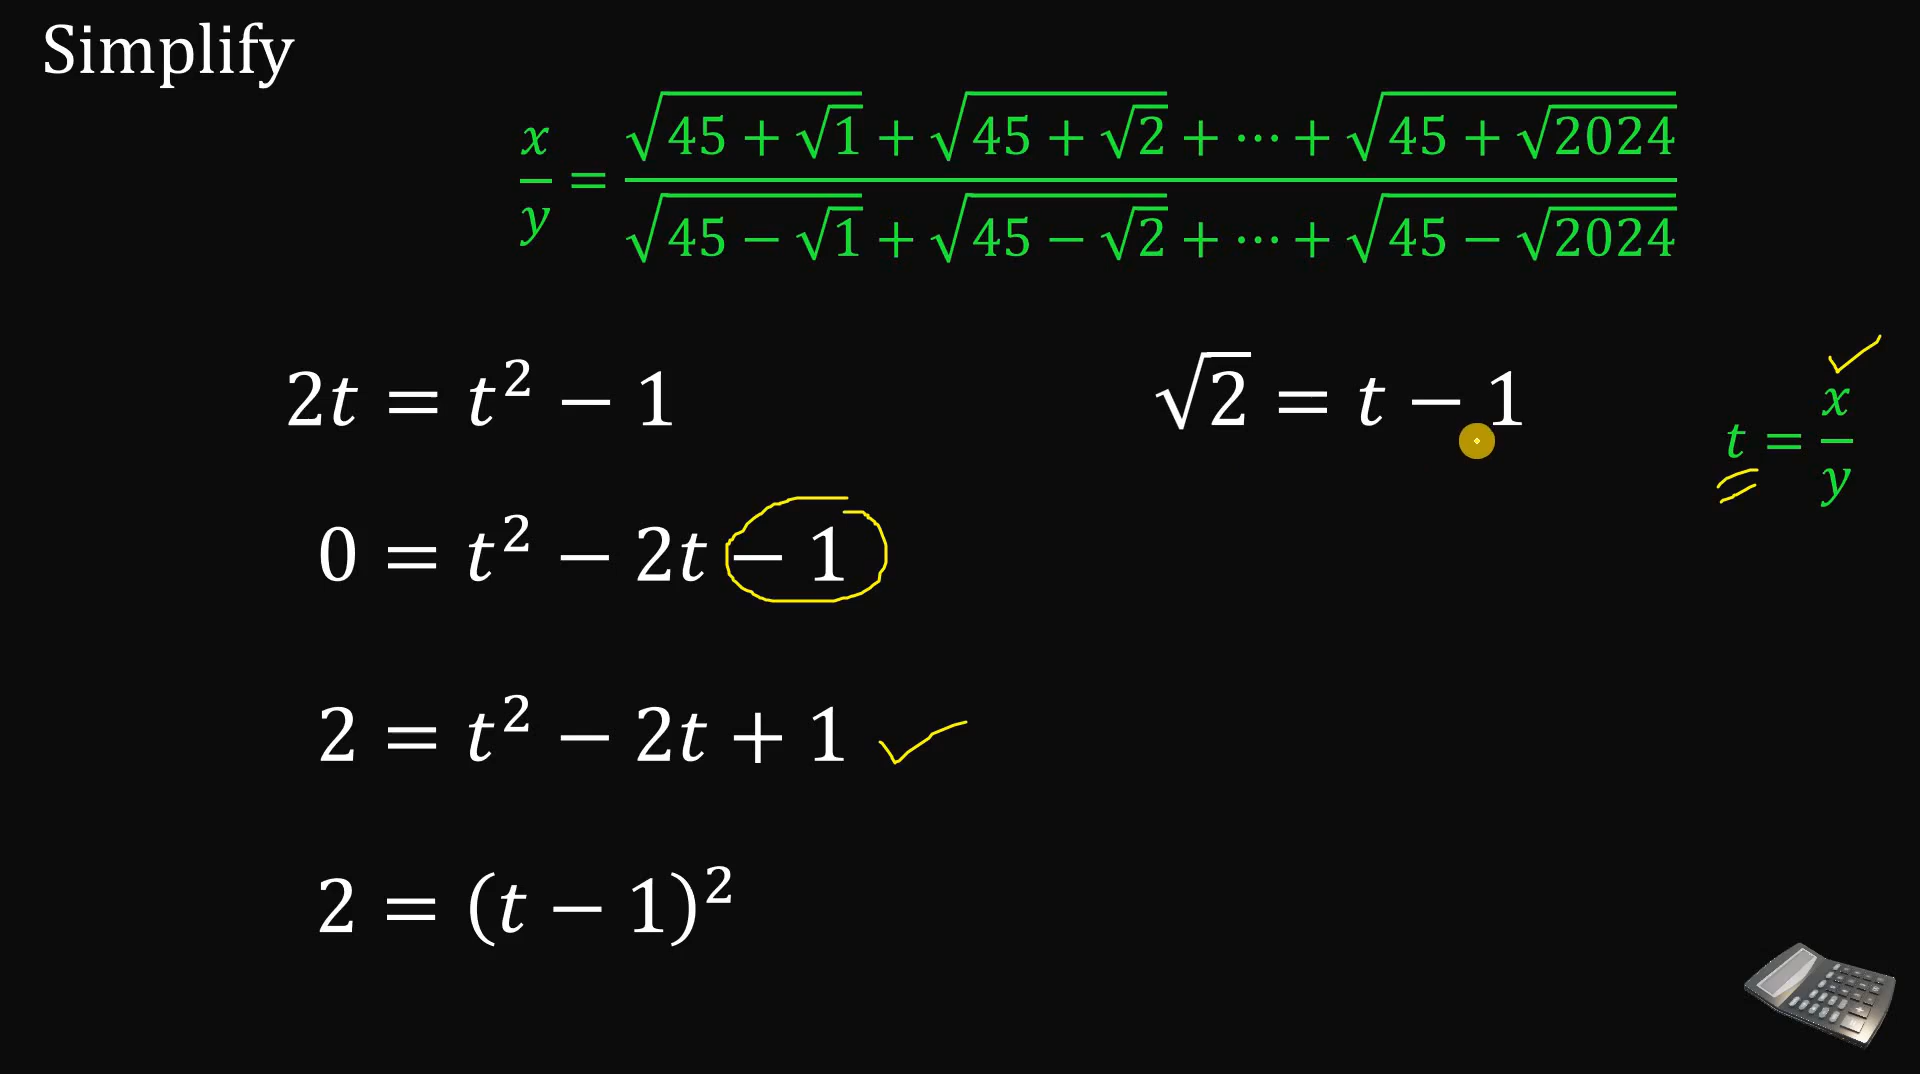 Simplify
x/y = (√(45 + √1) + √(45 + √2) + ⋯ + √(45 + √2024)) / (√(45 − √1) + √(45 − √2) + ⋯ + √(45 − √2024))
2t = t² − 1
√2 = t − 1
t = x/y
0 = t² − 2t − 1
2 = t² − 2t + 1
2 = (t − 1)²